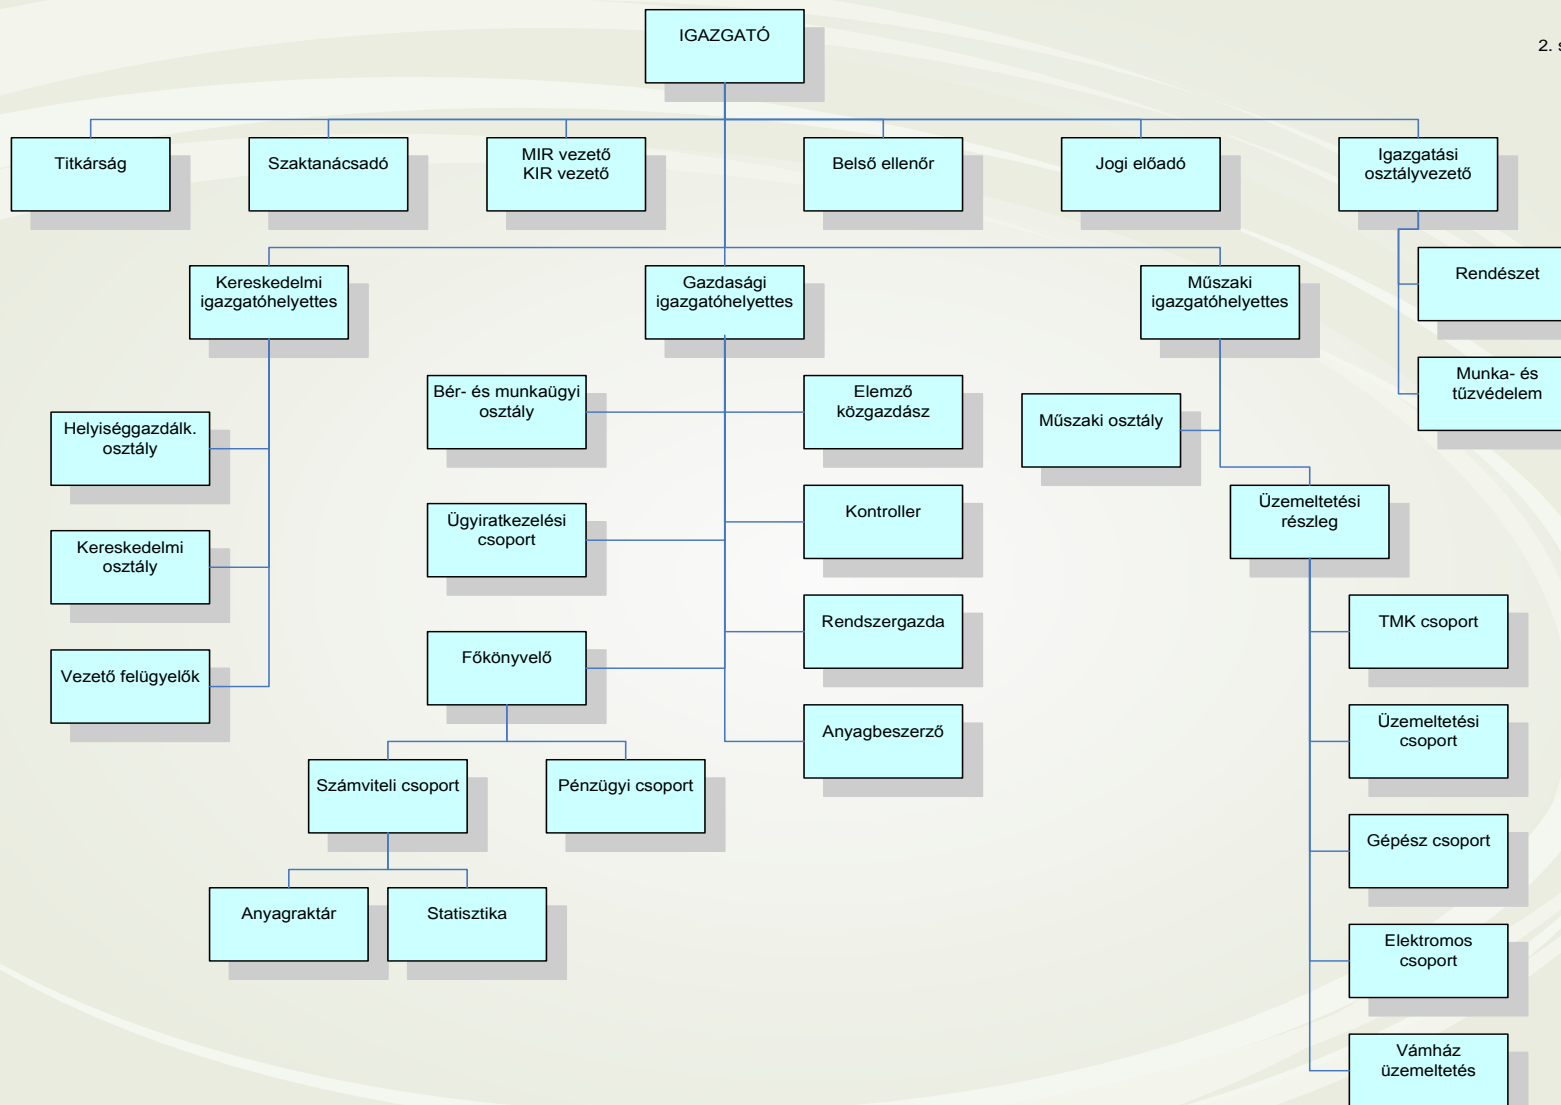 IGAZGATÓ
2. s
Titkárság
Szaktanácsadó
MIR vezető
KIR vezető
Belső ellenőr
Jogi előadó
Igazgatási
osztályvezető
Kereskedelmi
igazgatóhelyettes
Gazdasági
igazgatóhelyettes
Műszaki
igazgatóhelyettes
Rendészet
Munka- és
tűzvédelem
Helyiséggazdálk.
osztály
Kereskedelmi
osztály
Vezető felügyelők
Bér- és munkaügyi
osztály
Ügyiratkezelési
csoport
Főkönyvelő
Elemző
közgazdász
Kontroller
Rendszergazda
Anyagbeszerző
Számviteli csoport
Pénzügyi csoport
Anyagraktár
Statisztika
Műszaki osztály
Üzemeltetési
részleg
TMK csoport
Üzemeltetési
csoport
Gépész csoport
Elektromos
csoport
Vámház
üzemeltetés